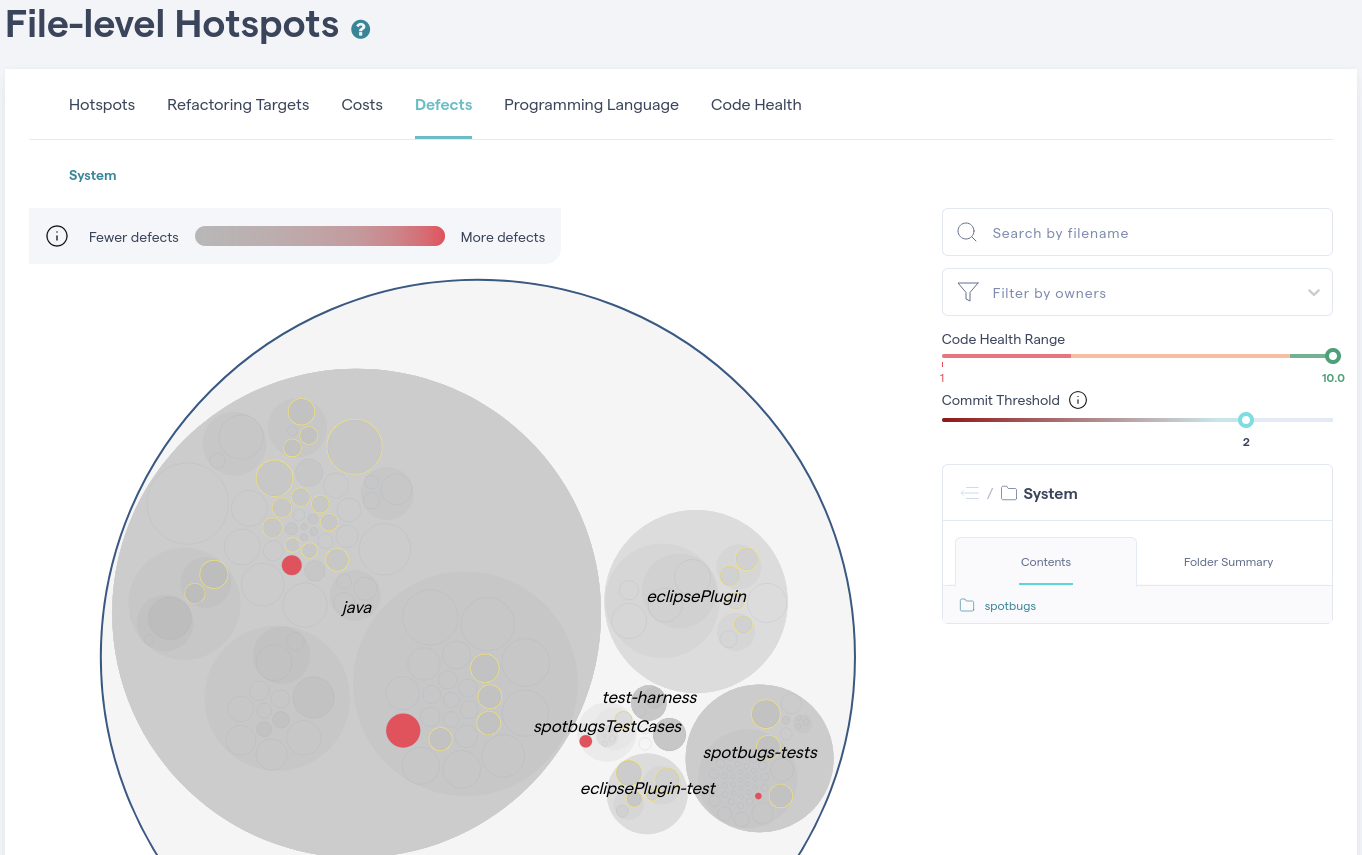 File-level Hotspots ?
Hotspots Refactoring Targets Costs Defects Programming Language Code Health
System
Fewer defects More defects
Search by filename
Filter by owners
Code Health Range
1 10.0
Commit Threshold
2
/ System
Contents Folder Summary
spotbugs
java
eclipsePlugin
test-harness
spotbugsTestCases
spotbugs-tests
eclipsePlugin-test